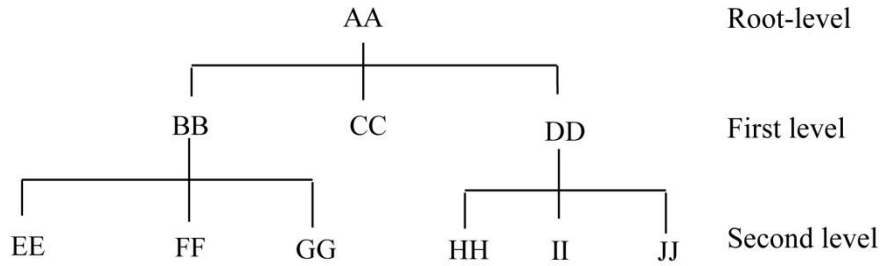 AA Root-level
BB CC DD First level
EE FF GG HH II JJ Second level